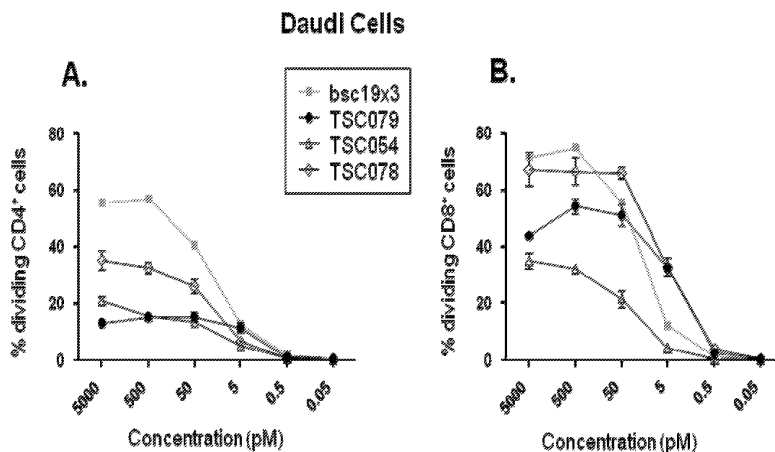 Daudi Cells
A.
B.
bsc19x3
TSC079
TSC054
TSC078
% dividing CD4⁺ cells
80
60
40
20
0
5000
500
50
5
0.5
0.05
Concentration (pM)
% dividing CD8⁺ cells
80
60
40
20
0
5000
500
50
5
0.5
0.05
Concentration (pM)